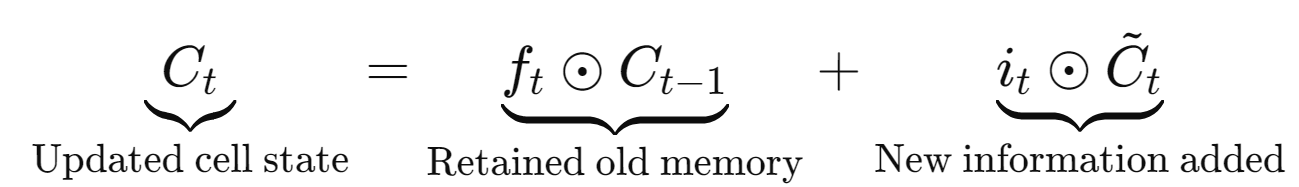 C_t = f_t ⊙ C_{t−1} + i_t ⊙ C̃_t
Updated cell state Retained old memory New information added